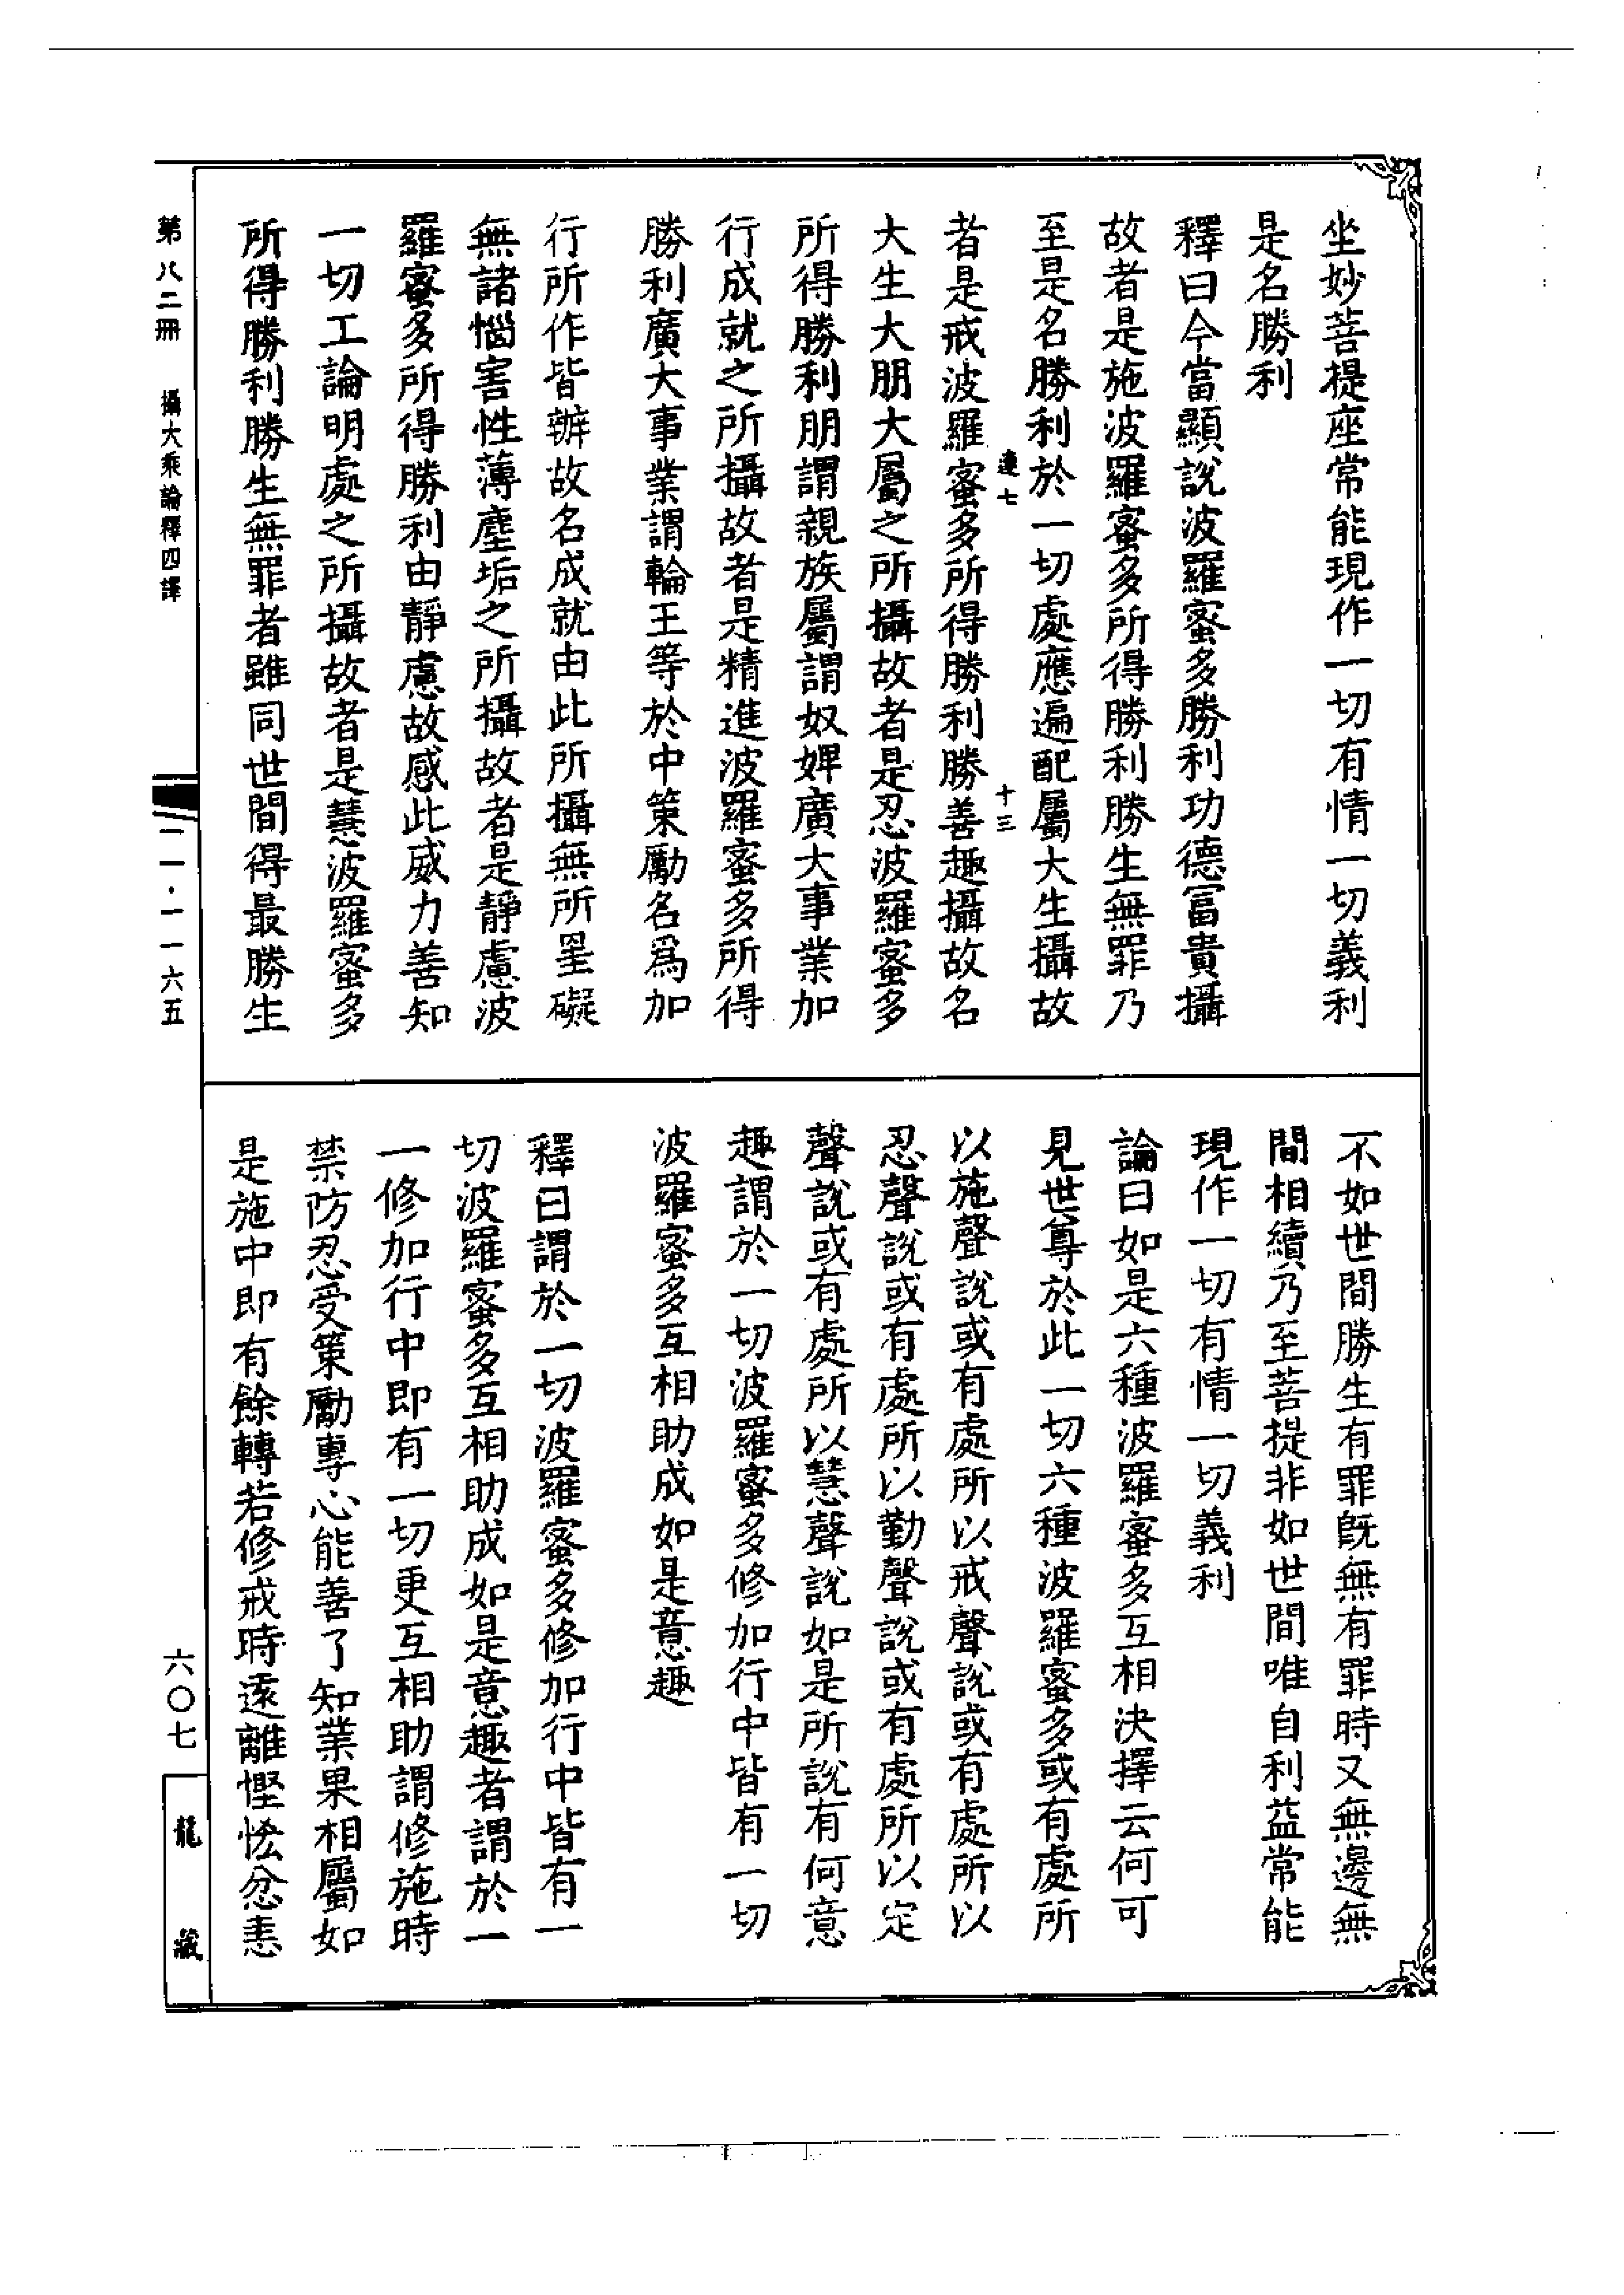 坐妙菩提座常能現作一切有情一切義利
是名勝利
釋曰今當顯說波羅蜜多勝利功德富貴攝
故者是施波羅蜜多所得勝利勝生無罪乃
至是名勝利於一切處應遍配屬大生攝故
連七
十三
者是戒波羅蜜多所得勝利勝善趣攝故名
大生大朋大屬之所攝故者是忍波羅蜜多
所得勝利朋謂親族屬謂奴婢廣大事業加
行成就之所攝故者是精進波羅蜜多所得
勝利廣大事業謂輪王等於中策勵名爲加
行所作皆辦故名成就由此所攝無所罣礙
無諸惱害性薄塵垢之所攝故者是靜慮波
羅蜜多所得勝利由靜慮故感此威力善知
一切工論明處之所攝故者是慧波羅蜜多
所得勝利勝生無罪者雖同世間得最勝生
不如世間勝生有罪旣無有罪時又無邊無
間相續乃至菩提非如世間唯自利益常能
現作一切有情一切義利
論曰如是六種波羅蜜多互相決擇云何可
見世尊於此一切六種波羅蜜多或有處所
以施聲說或有處所以戒聲說或有處所以
忍聲說或有處所以勤聲說或有處所以定
聲說或有處所以慧聲說如是所說有何意
趣謂於一切波羅蜜多修加行中皆有一切
波羅蜜多互相助成如是意趣
釋曰謂於一切波羅蜜多修加行中皆有一
切波羅蜜多互相助成如是意趣者謂於一
一修加行中即有一切更互相助謂修施時
禁防忍受策勵專心能善了知業果相屬如
是施中即有餘轉若修戒時遠離慳悋忿恚
第八二冊 攝大乘論釋四譯
一一·一一六五
六〇七
龍藏